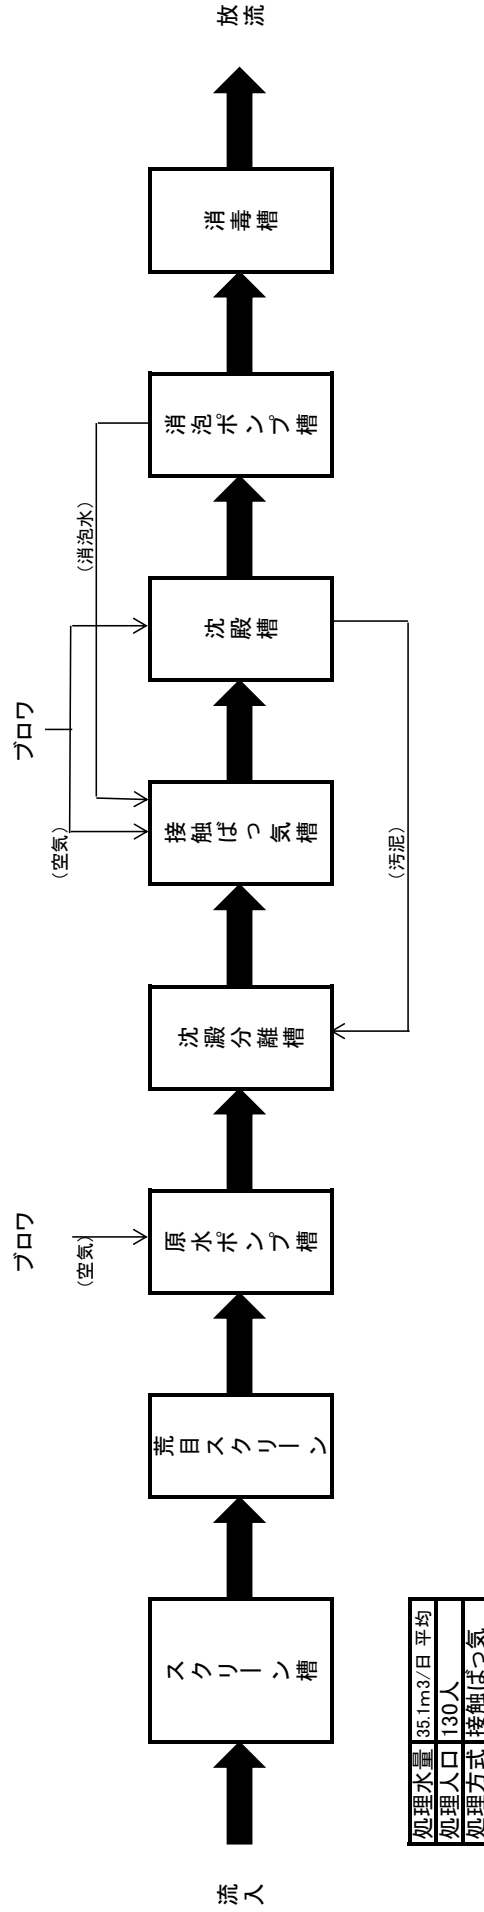 流入
スクリーン槽
荒目スクリーン
原水ポンプ槽
沈澱分離槽
接触ばっ気槽
沈殿槽
消泡ポンプ槽
消毒槽
放流
ブロワ
(空気)
ブロワ
(空気)
(消泡水)
(汚泥)
処理水量 35.1m3/日 平均
処理人口 130人
処理方式 接触ばっ気